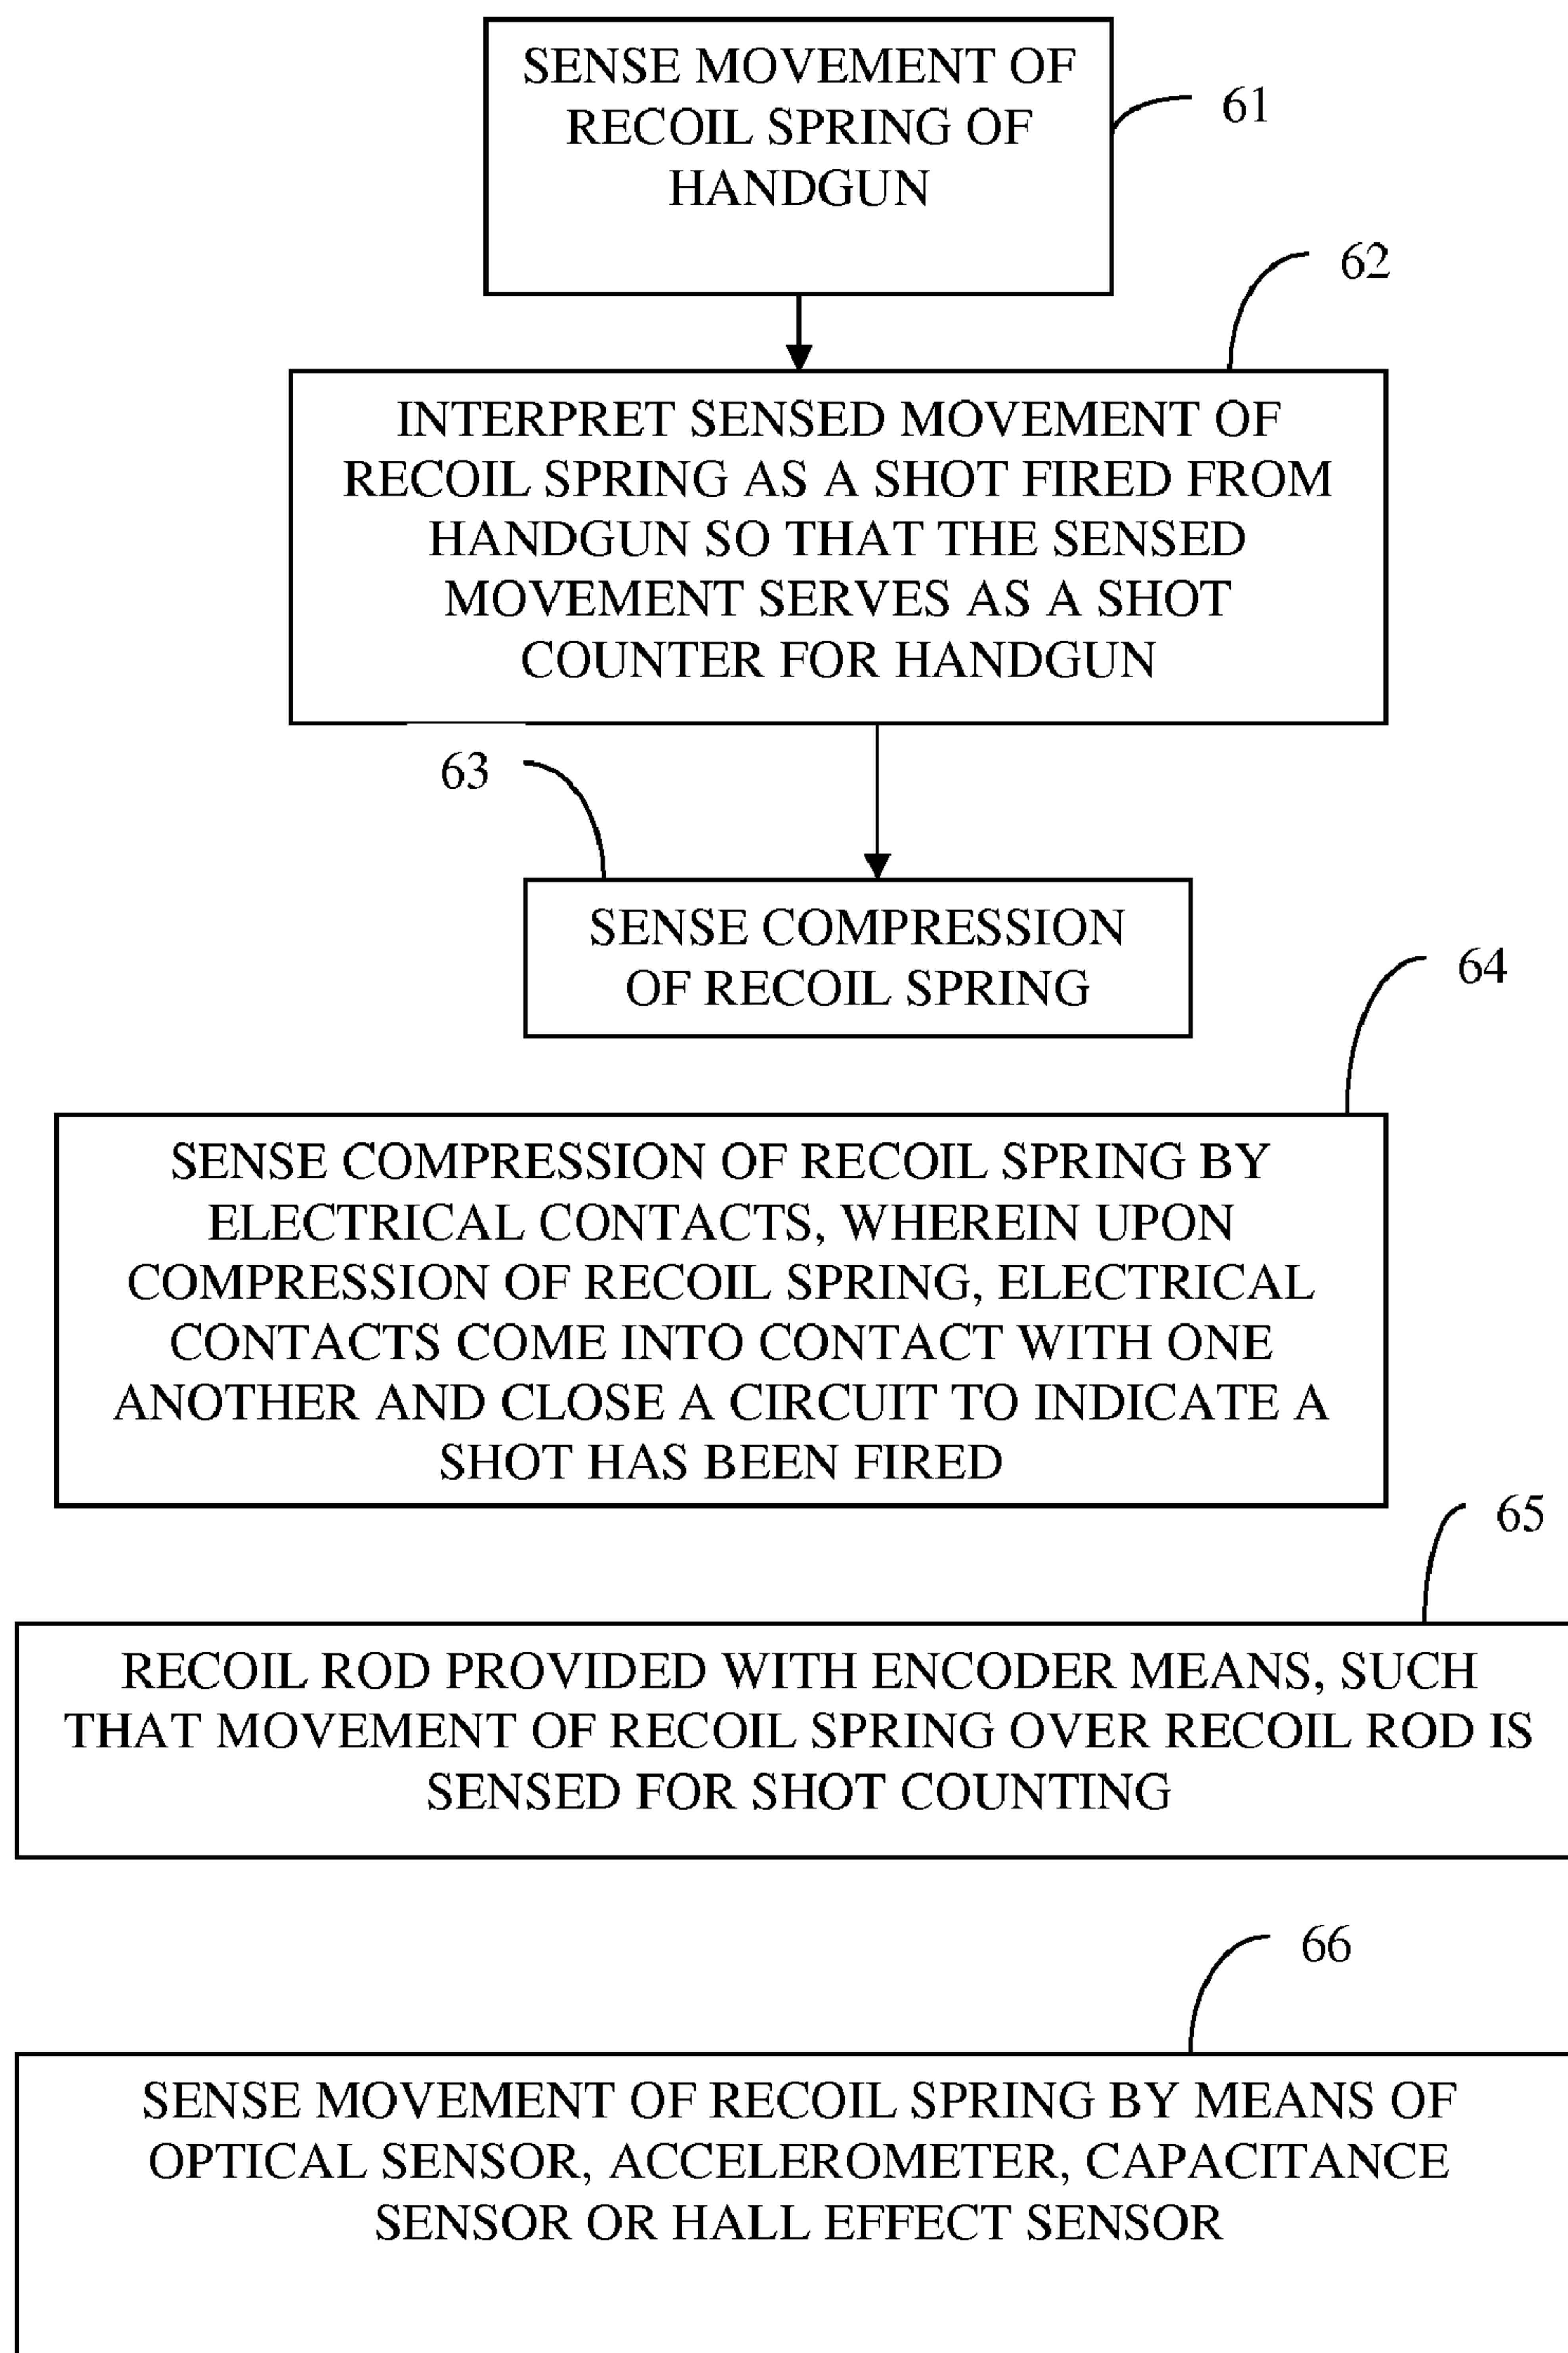 SENSE MOVEMENT OF
RECOIL SPRING OF
HANDGUN
61
62
INTERPRET SENSED MOVEMENT OF
RECOIL SPRING AS A SHOT FIRED FROM
HANDGUN SO THAT THE SENSED
MOVEMENT SERVES AS A SHOT
COUNTER FOR HANDGUN
63
SENSE COMPRESSION
OF RECOIL SPRING
64
SENSE COMPRESSION OF RECOIL SPRING BY
ELECTRICAL CONTACTS, WHEREIN UPON
COMPRESSION OF RECOIL SPRING, ELECTRICAL
CONTACTS COME INTO CONTACT WITH ONE
ANOTHER AND CLOSE A CIRCUIT TO INDICATE A
SHOT HAS BEEN FIRED
65
RECOIL ROD PROVIDED WITH ENCODER MEANS, SUCH
THAT MOVEMENT OF RECOIL SPRING OVER RECOIL ROD IS
SENSED FOR SHOT COUNTING
66
SENSE MOVEMENT OF RECOIL SPRING BY MEANS OF
OPTICAL SENSOR, ACCELEROMETER, CAPACITANCE
SENSOR OR HALL EFFECT SENSOR